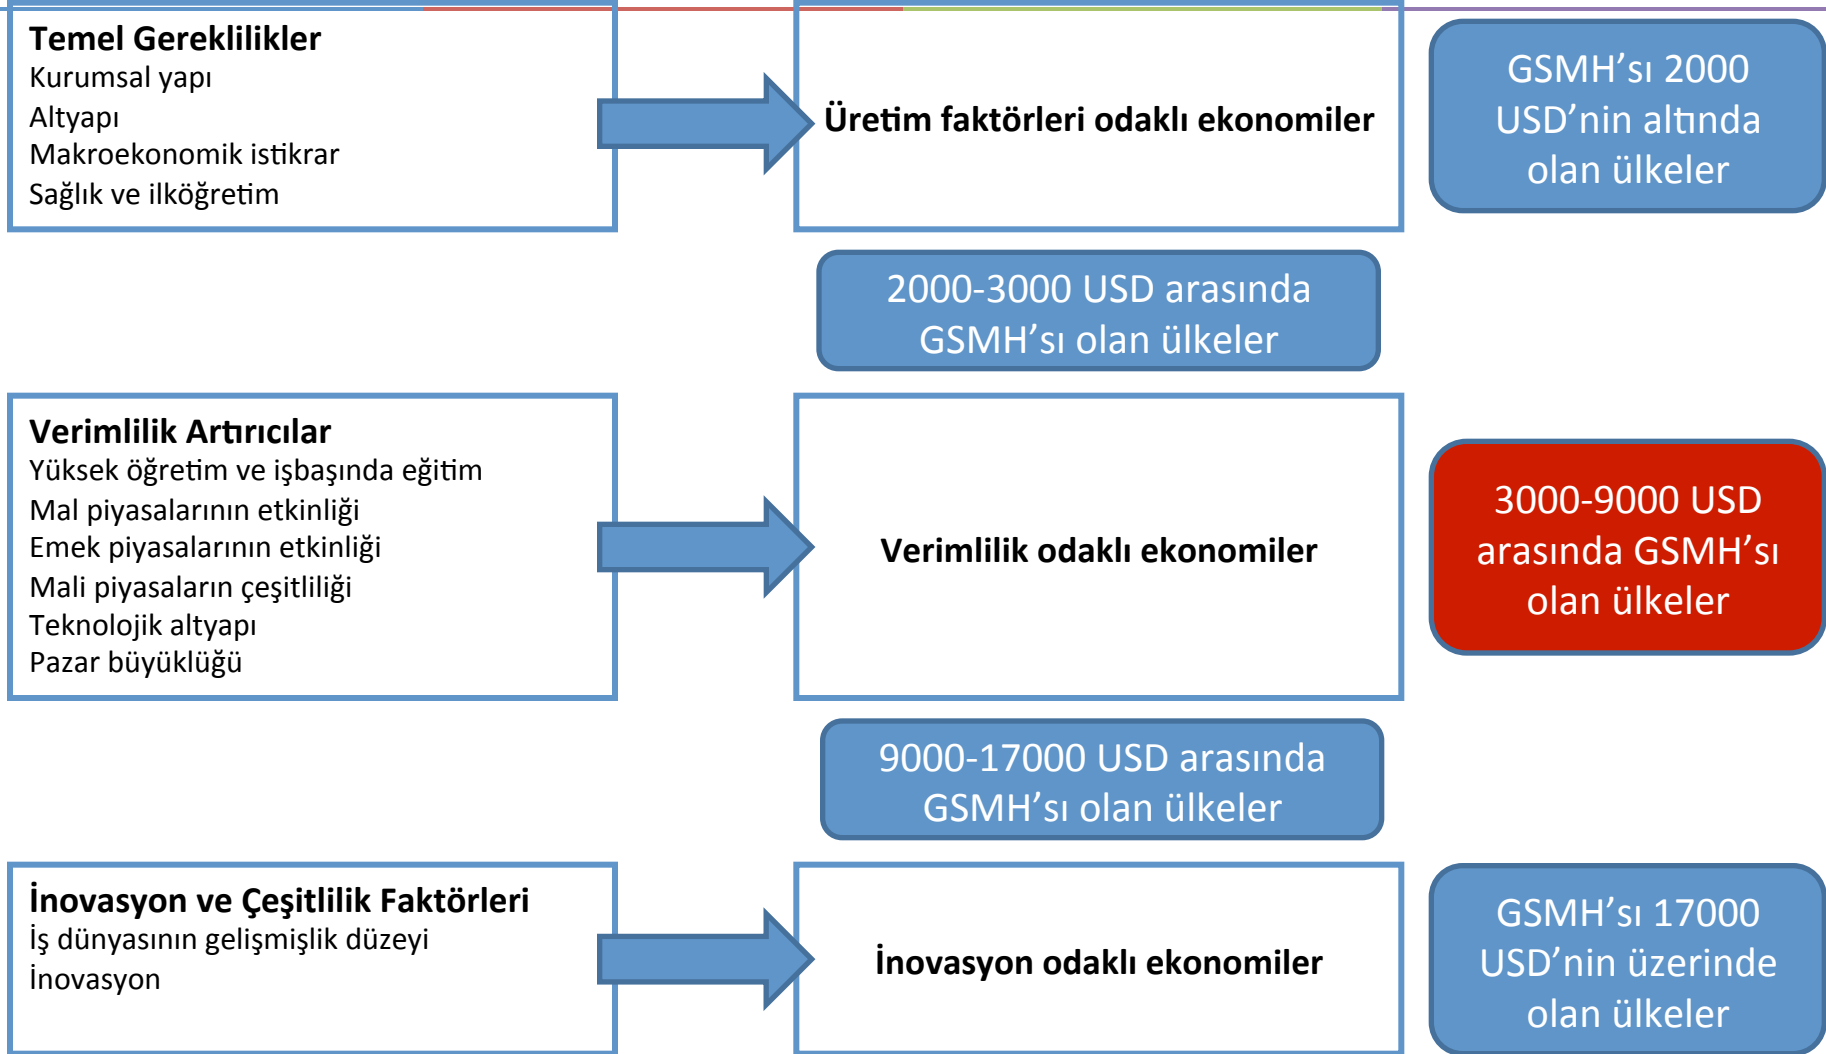 Temel Gereklilikler
Kurumsal yapı
Altyapı
Makroekonomik istikrar
Sağlık ve ilköğretim
Üretim faktörleri odaklı ekonomiler
GSMH’sı 2000
USD’nin altında
olan ülkeler
2000-3000 USD arasında
GSMH’sı olan ülkeler
Verimlilik Artırıcılar
Yüksek öğretim ve işbaşında eğitim
Mal piyasalarının etkinliği
Emek piyasalarının etkinliği
Mali piyasaların çeşitliliği
Teknolojik altyapı
Pazar büyüklüğü
Verimlilik odaklı ekonomiler
3000-9000 USD
arasında GSMH’sı
olan ülkeler
9000-17000 USD arasında
GSMH’sı olan ülkeler
İnovasyon ve Çeşitlilik Faktörleri
İş dünyasının gelişmişlik düzeyi
İnovasyon
İnovasyon odaklı ekonomiler
GSMH’sı 17000
USD’nin üzerinde
olan ülkeler